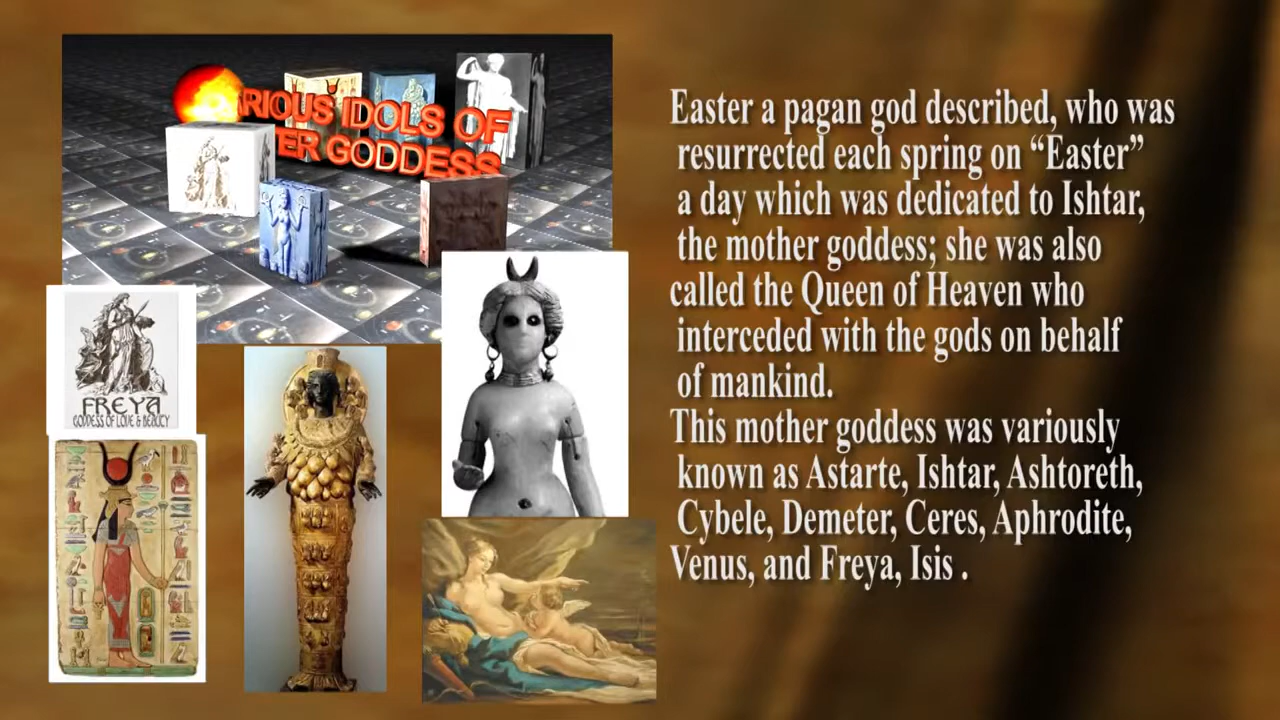 RIOUS IDOLS OF
ER GODDESS
FREYA
GODDESS OF LOVE & BEAUTY
Easter a pagan god described, who was
resurrected each spring on “Easter”
a day which was dedicated to Ishtar,
the mother goddess; she was also
called the Queen of Heaven who
interceded with the gods on behalf
of mankind.
This mother goddess was variously
known as Astarte, Ishtar, Ashtoreth,
Cybele, Demeter, Ceres, Aphrodite,
Venus, and Freya, Isis .